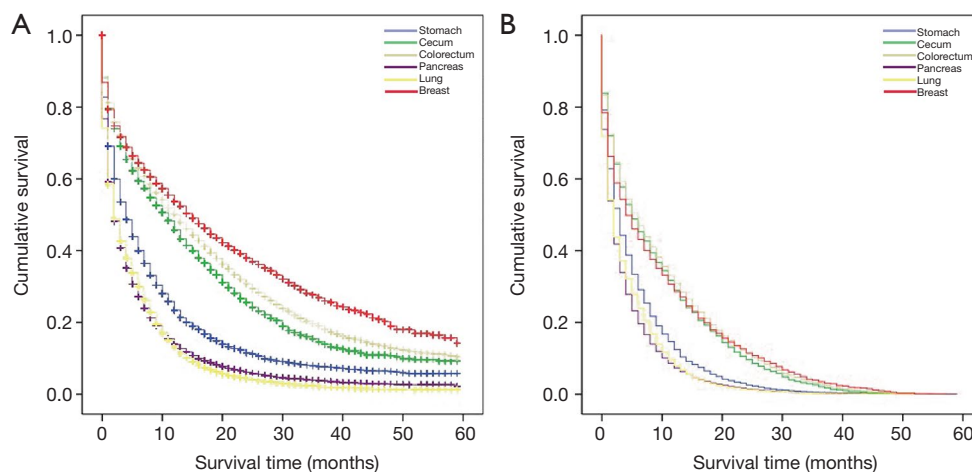 A
Cumulative survival
1.0
0.8
0.6
0.4
0.2
0.0
Stomach
Cecum
Colorectum
Pancreas
Lung
Breast
0 10 20 30 40 50 60
Survival time (months)
B
Cumulative survival
1.0
0.8
0.6
0.4
0.2
0.0
Stomach
Cecum
Colorectum
Pancreas
Lung
Breast
0 10 20 30 40 50 60
Survival time (months)